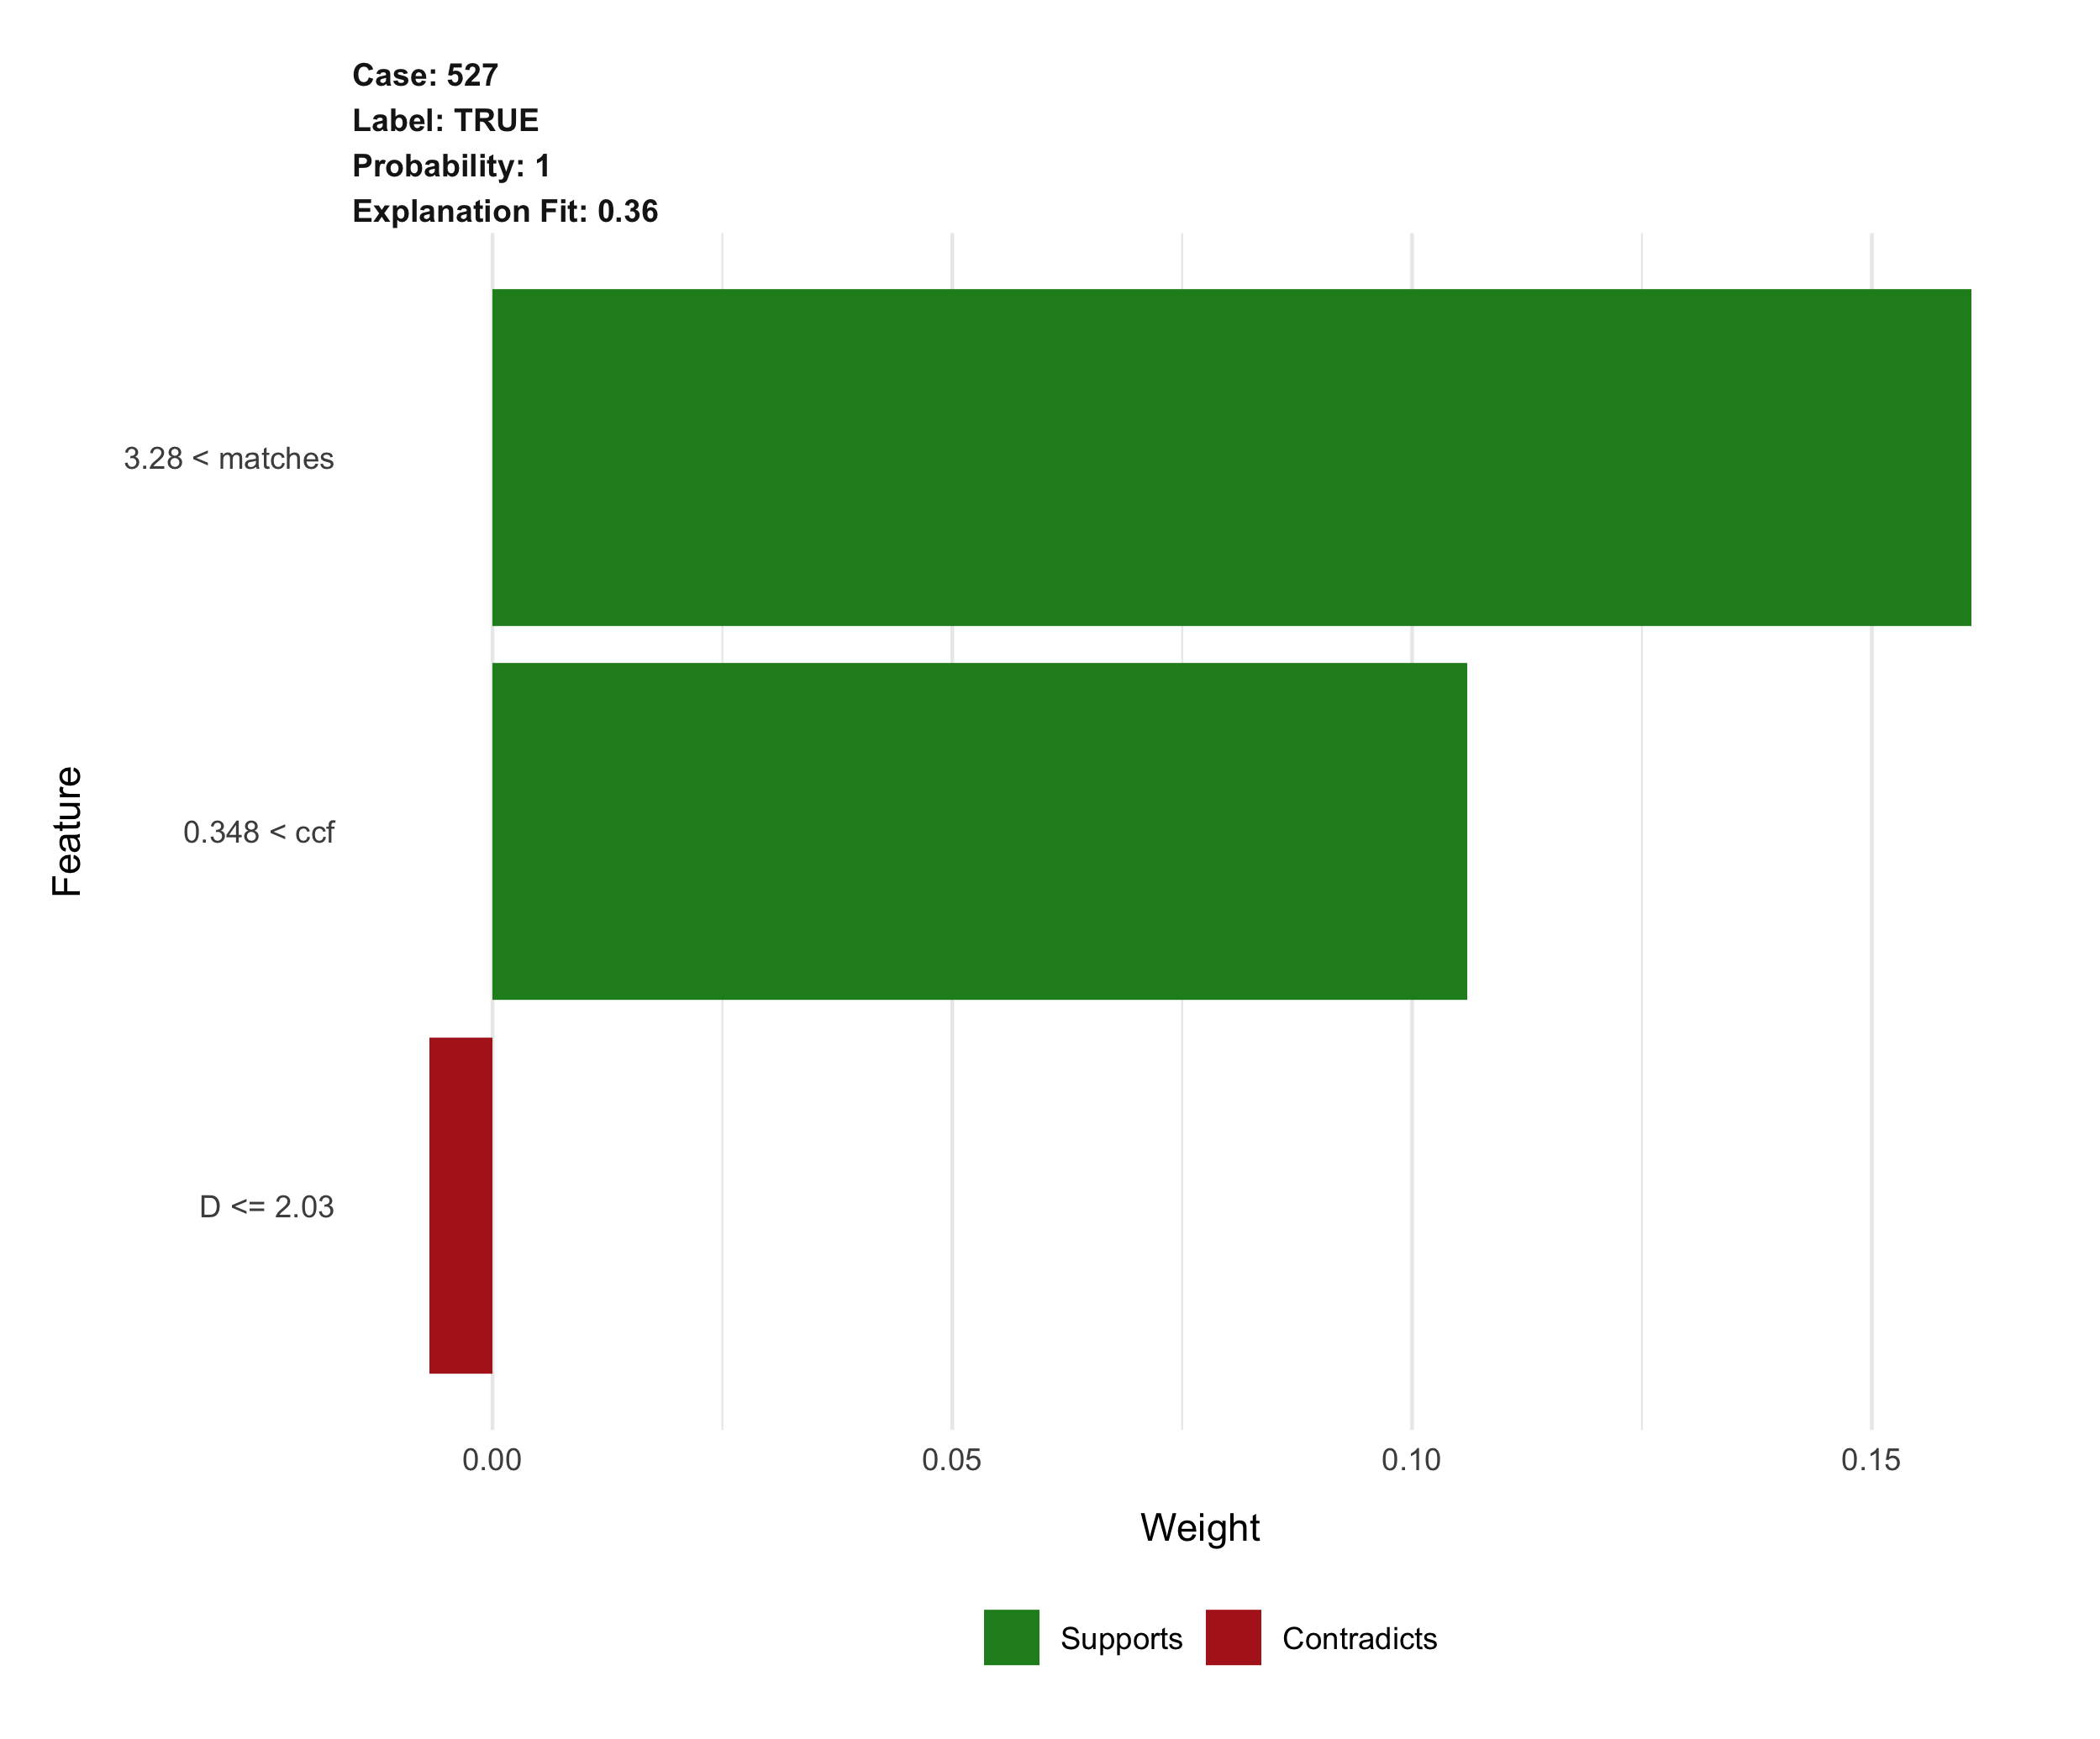 Case: 527
Label: TRUE
Probability: 1
Explanation Fit: 0.36
3.28 < matches
0.348 < ccf
D <= 2.03
Feature
0.00
0.05
0.10
0.15
Weight
Supports
Contradicts